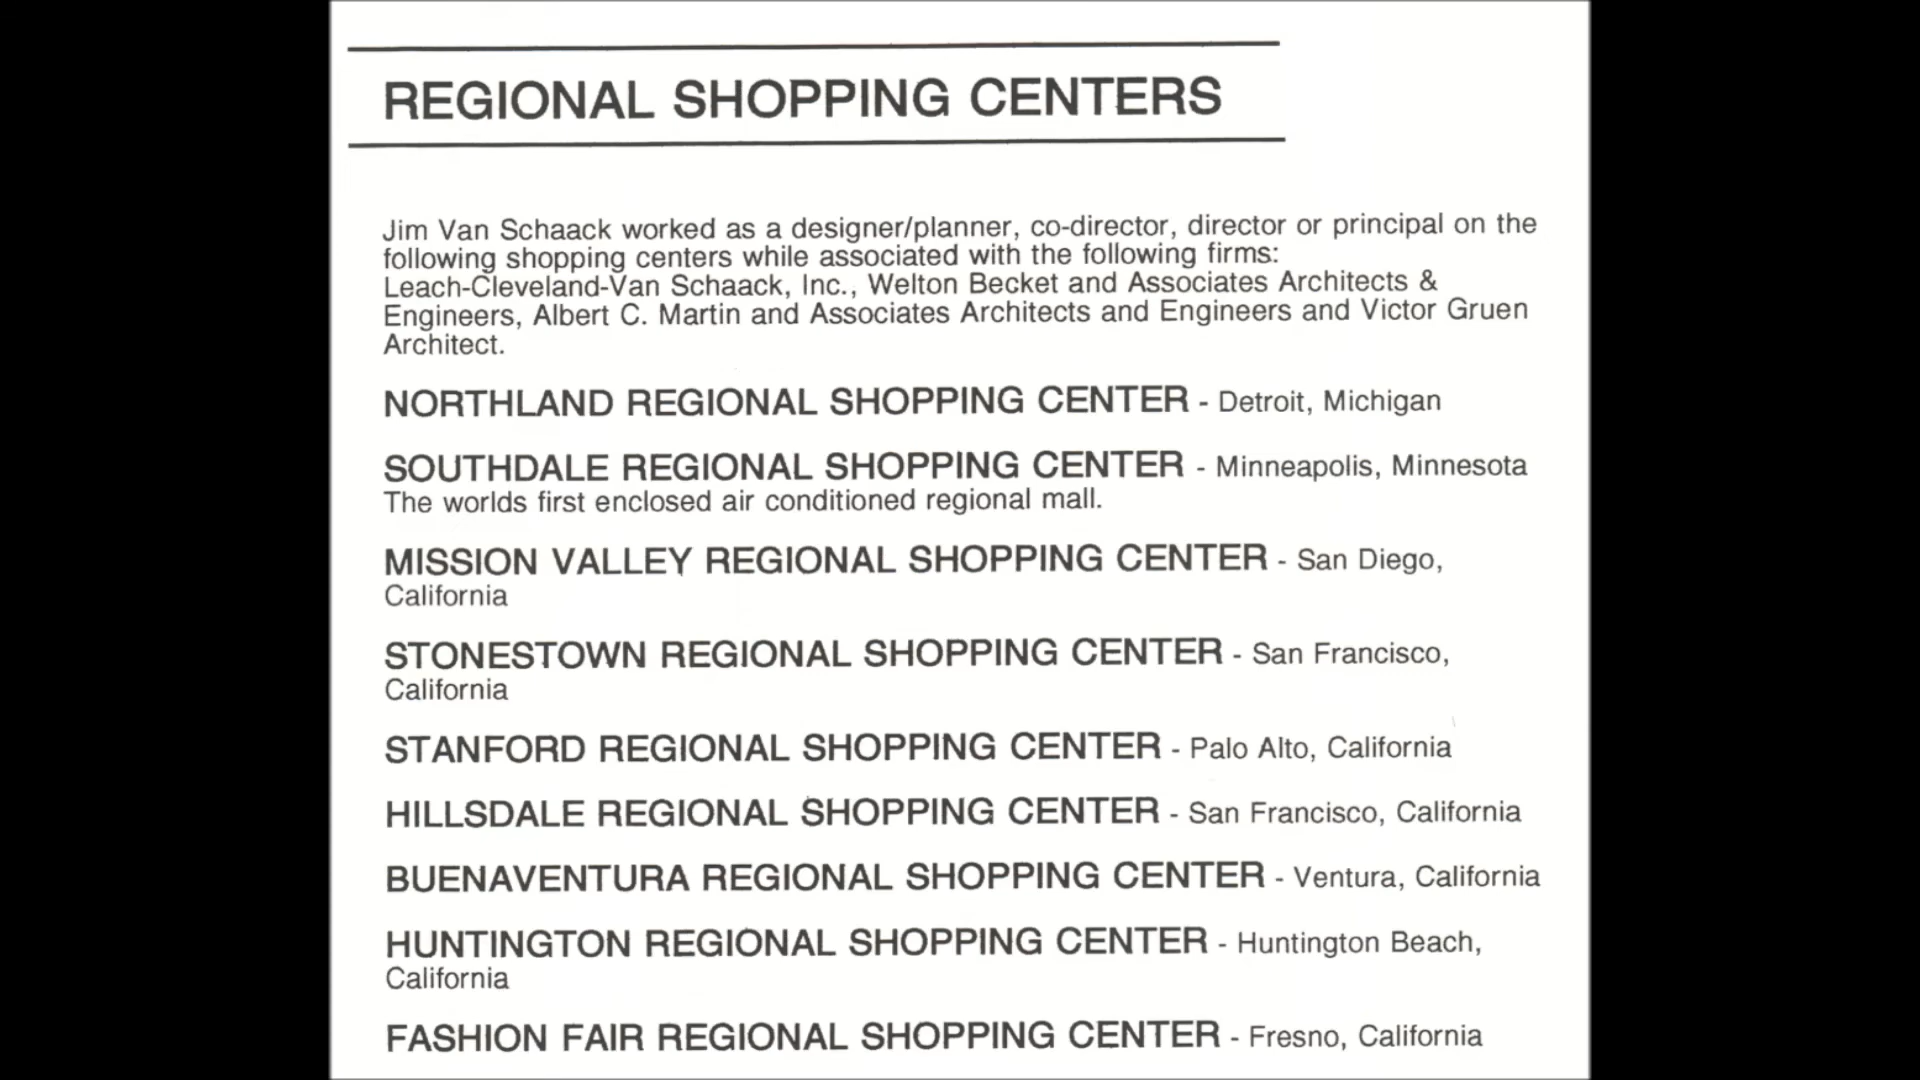 REGIONAL SHOPPING CENTERS
Jim Van Schaack worked as a designer/planner, co-director, director or principal on the
following shopping centers while associated with the following firms:
Leach-Cleveland-Van Schaack, Inc., Welton Becket and Associates Architects &
Engineers, Albert C. Martin and Associates Architects and Engineers and Victor Gruen
Architect.
NORTHLAND REGIONAL SHOPPING CENTER - Detroit, Michigan
SOUTHDALE REGIONAL SHOPPING CENTER - Minneapolis, Minnesota
The worlds first enclosed air conditioned regional mall.
MISSION VALLEY REGIONAL SHOPPING CENTER - San Diego,
California
STONESTOWN REGIONAL SHOPPING CENTER - San Francisco,
California
STANFORD REGIONAL SHOPPING CENTER - Palo Alto, California
HILLSDALE REGIONAL SHOPPING CENTER - San Francisco, California
BUENAVENTURA REGIONAL SHOPPING CENTER - Ventura, California
HUNTINGTON REGIONAL SHOPPING CENTER - Huntington Beach,
California
FASHION FAIR REGIONAL SHOPPING CENTER - Fresno, California